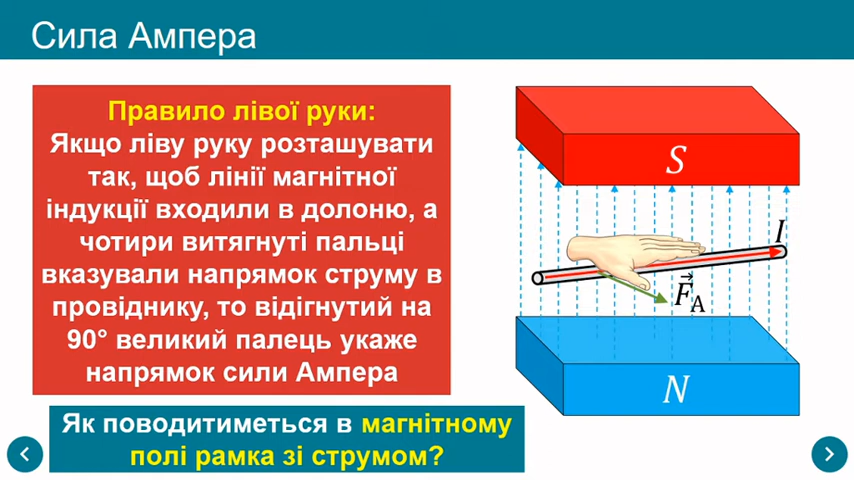 Сила Ампера
Правило лівої руки:
Якщо ліву руку розташувати
так, щоб лінії магнітної
індукції входили в долоню, а
чотири витягнуті пальці
вказували напрямок струму в
провіднику, то відігнутий на
90° великий палець укаже
напрямок сили Ампера
S
I
F⃗А
N
Як поводитиметься в магнітному
полі рамка зі струмом?